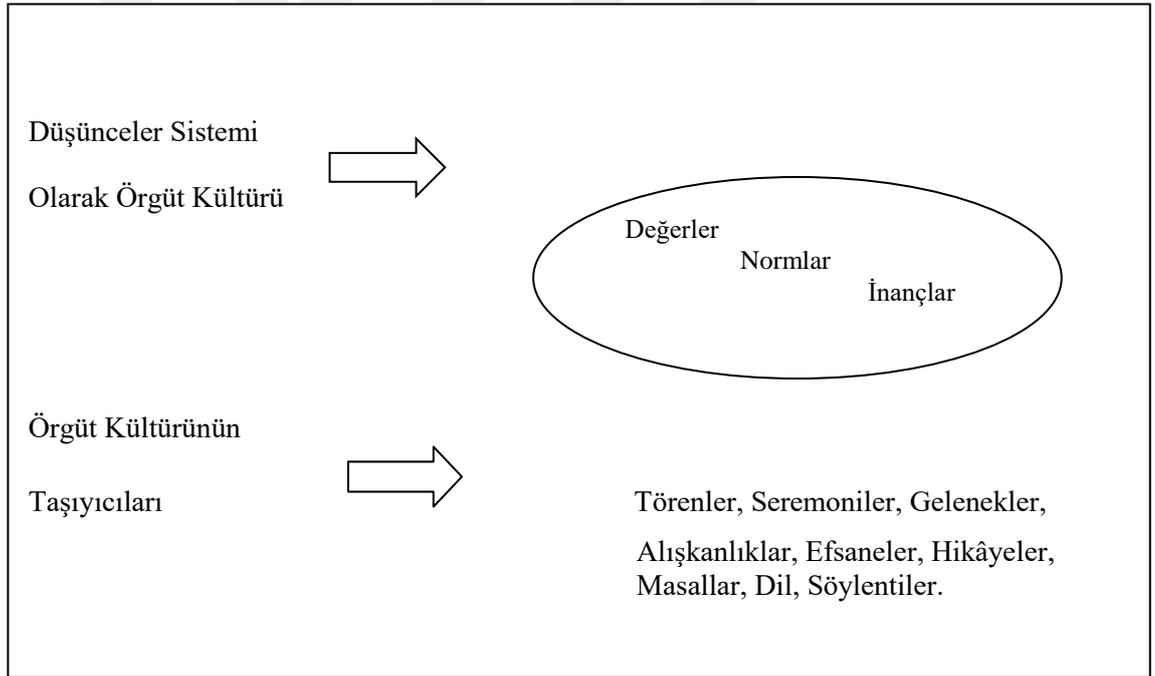 Düşünceler Sistemi
Olarak Örgüt Kültürü
Değerler
Normlar
İnançlar
Örgüt Kültürünün
Taşıyıcıları
Törenler, Seremoniler, Gelenekler,
Alışkanlıklar, Efsaneler, Hikâyeler,
Masallar, Dil, Söylentiler.